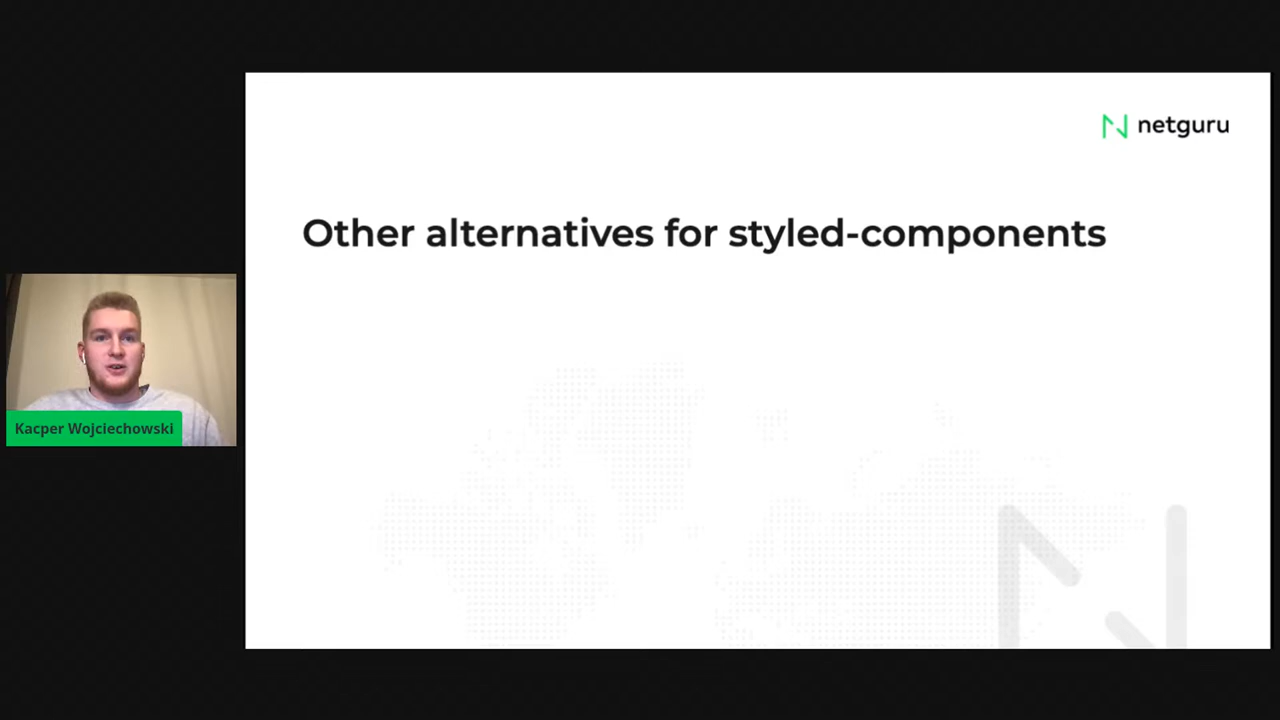 netguru
Other alternatives for styled-components
Kacper Wojciechowski